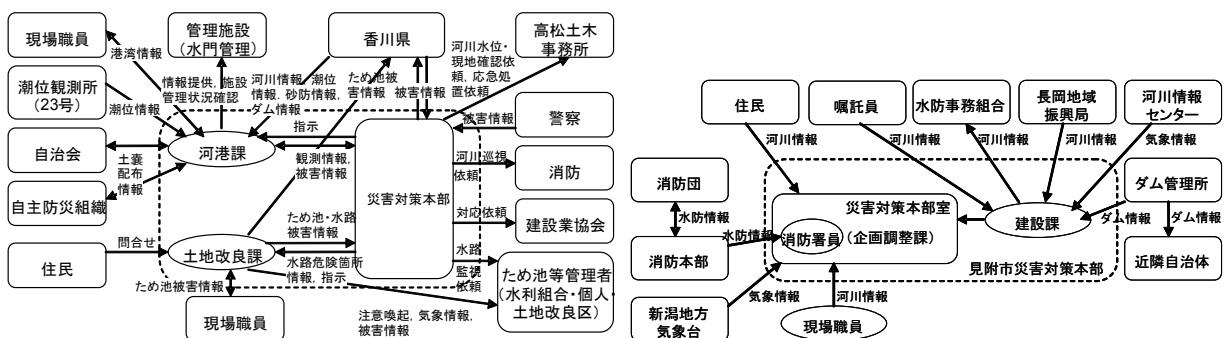 現場職員
港湾情報
管理施設
(水門管理)
香川県
高松土木
事務所
潮位観測所
(23号)
潮位情報
情報提供, 施設
管理状況確認
河川情報, 潮位
情報, 砂防情報,
ダム情報
ため池被
害情報
被害情報
河川水位・
現地確認依
頼, 応急処
置依頼
自治会
自主防災組織
土嚢
配布
情報
河港課
指示
観測情報,
被害情報
災害対策本部
被害情報
警察
河川巡視
依頼
消防
対応依頼
建設業協会
住民
問合せ
土地改良課
ため池・水路
被害情報
水路危険箇所
情報, 指示
水路
監視
依頼
ため池等管理者
(水利組合・個人・
土地改良区)
ため池被害情報
現場職員
注意喚起, 気象情報,
被害情報
住民
嘱託員
水防事務組合
長岡地域
振興局
河川情報
センター
河川情報
河川情報
河川情報
河川情報
気象情報
消防団
水防情報
消防本部
水防情報
災害対策本部室
消防署員
(企画調整課)
建設課
ダム管理所
ダム情報
ダム情報
近隣自治体
見附市災害対策本部
新潟地方
気象台
気象情報
河川情報
現場職員